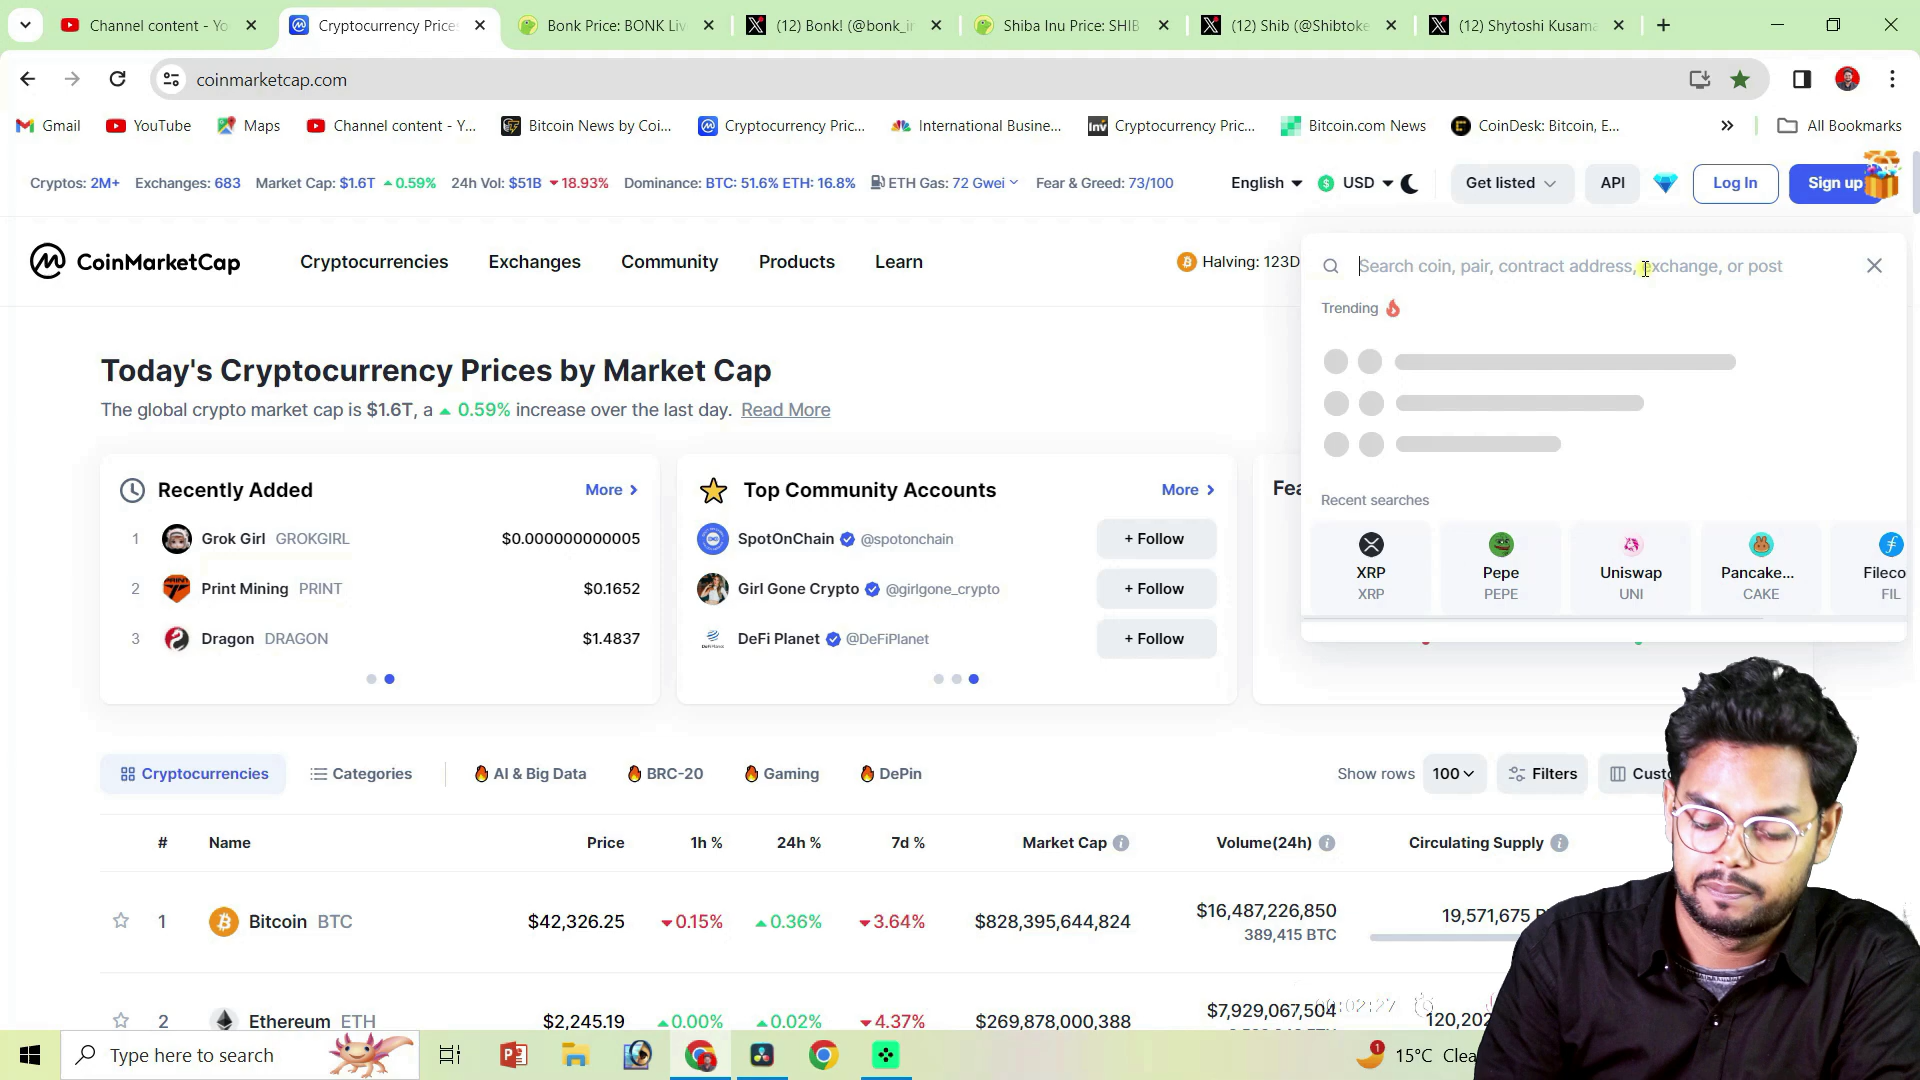 Channel content - Yo
Cryptocurrency Prices
Bonk Price: BONK Liv
(12) Bonk! (@bonk_in
Shiba Inu Price: SHIB
(12) Shib (@Shibtoke
(12) Shytoshi Kusama
coinmarketcap.com
Gmail
YouTube
Maps
Channel content - Y...
Bitcoin News by Coi...
Cryptocurrency Pric...
International Busine...
Cryptocurrency Pric...
Bitcoin.com News
CoinDesk: Bitcoin, E...
All Bookmarks
Cryptos: 2M+ Exchanges: 683 Market Cap: $1.6T 0.59% 24h Vol: $51B 18.93% Dominance: BTC: 51.6% ETH: 16.8% ETH Gas: 72 Gwei Fear & Greed: 73/100
English
USD
Get listed
API
Log In
Sign up
CoinMarketCap
Cryptocurrencies
Exchanges
Community
Products
Learn
Halving: 123D
Search coin, pair, contract address, exchange, or post
Trending
Today's Cryptocurrency Prices by Market Cap
The global crypto market cap is $1.6T, a 0.59% increase over the last day. Read More
Recently Added
More
1 Grok Girl GROKGIRL $0.000000000005
2 Print Mining PRINT $0.1652
3 Dragon DRAGON $1.4837
Top Community Accounts
More
SpotOnChain @spotonchain + Follow
Girl Gone Crypto @girlgone_crypto + Follow
DeFi Planet @DeFiPlanet + Follow
Fea
Recent searches
XRP
XRP
Pepe
PEPE
Uniswap
UNI
Pancake...
CAKE
Fileco
FIL
Cryptocurrencies
Categories
AI & Big Data
BRC-20
Gaming
DePin
Show rows
100
Filters
Custo
# Name Price 1h % 24h % 7d % Market Cap Volume(24h) Circulating Supply
1 Bitcoin BTC $42,326.25 0.15% 0.36% 3.64% $828,395,644,824 $16,487,226,850 19,571,675
389,415 BTC
2 Ethereum ETH $2,245.19 0.00% 0.02% 4.37% $269,878,000,388 $7,929,067,504 120,202
Type here to search
1
15°C Clea